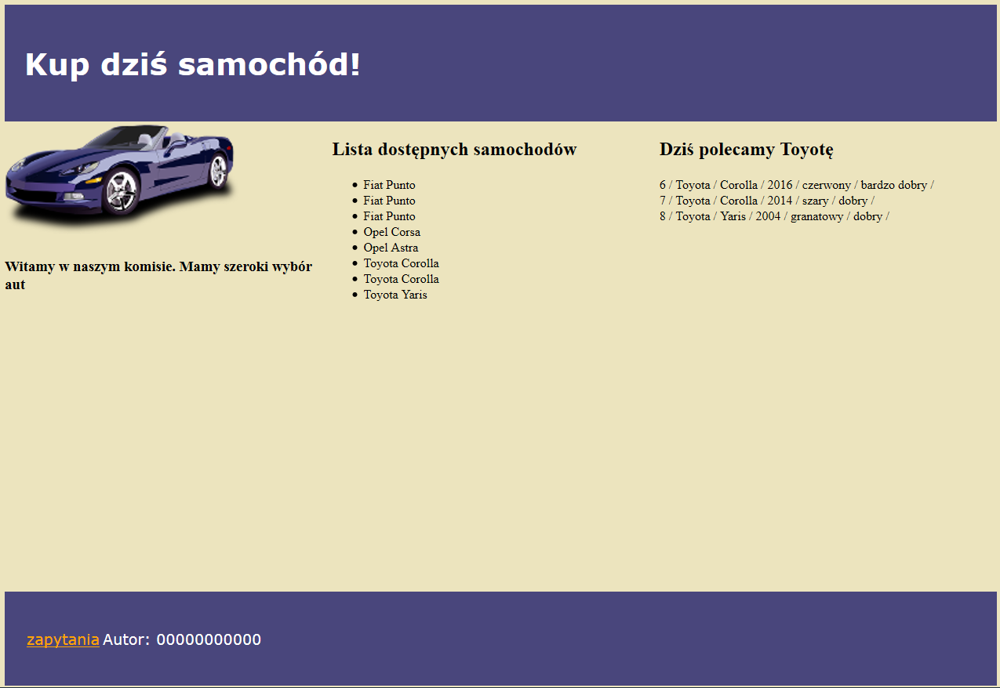 Kup dziś samochód!
Witamy w naszym komisie. Mamy szeroki wybór
aut
Lista dostępnych samochodów
• Fiat Punto
• Fiat Punto
• Fiat Punto
• Opel Corsa
• Opel Astra
• Toyota Corolla
• Toyota Corolla
• Toyota Yaris
Dziś polecamy Toyotę
6 / Toyota / Corolla / 2016 / czerwony / bardzo dobry /
7 / Toyota / Corolla / 2014 / szary / dobry /
8 / Toyota / Yaris / 2004 / granatowy / dobry /
zapytania Autor: 00000000000